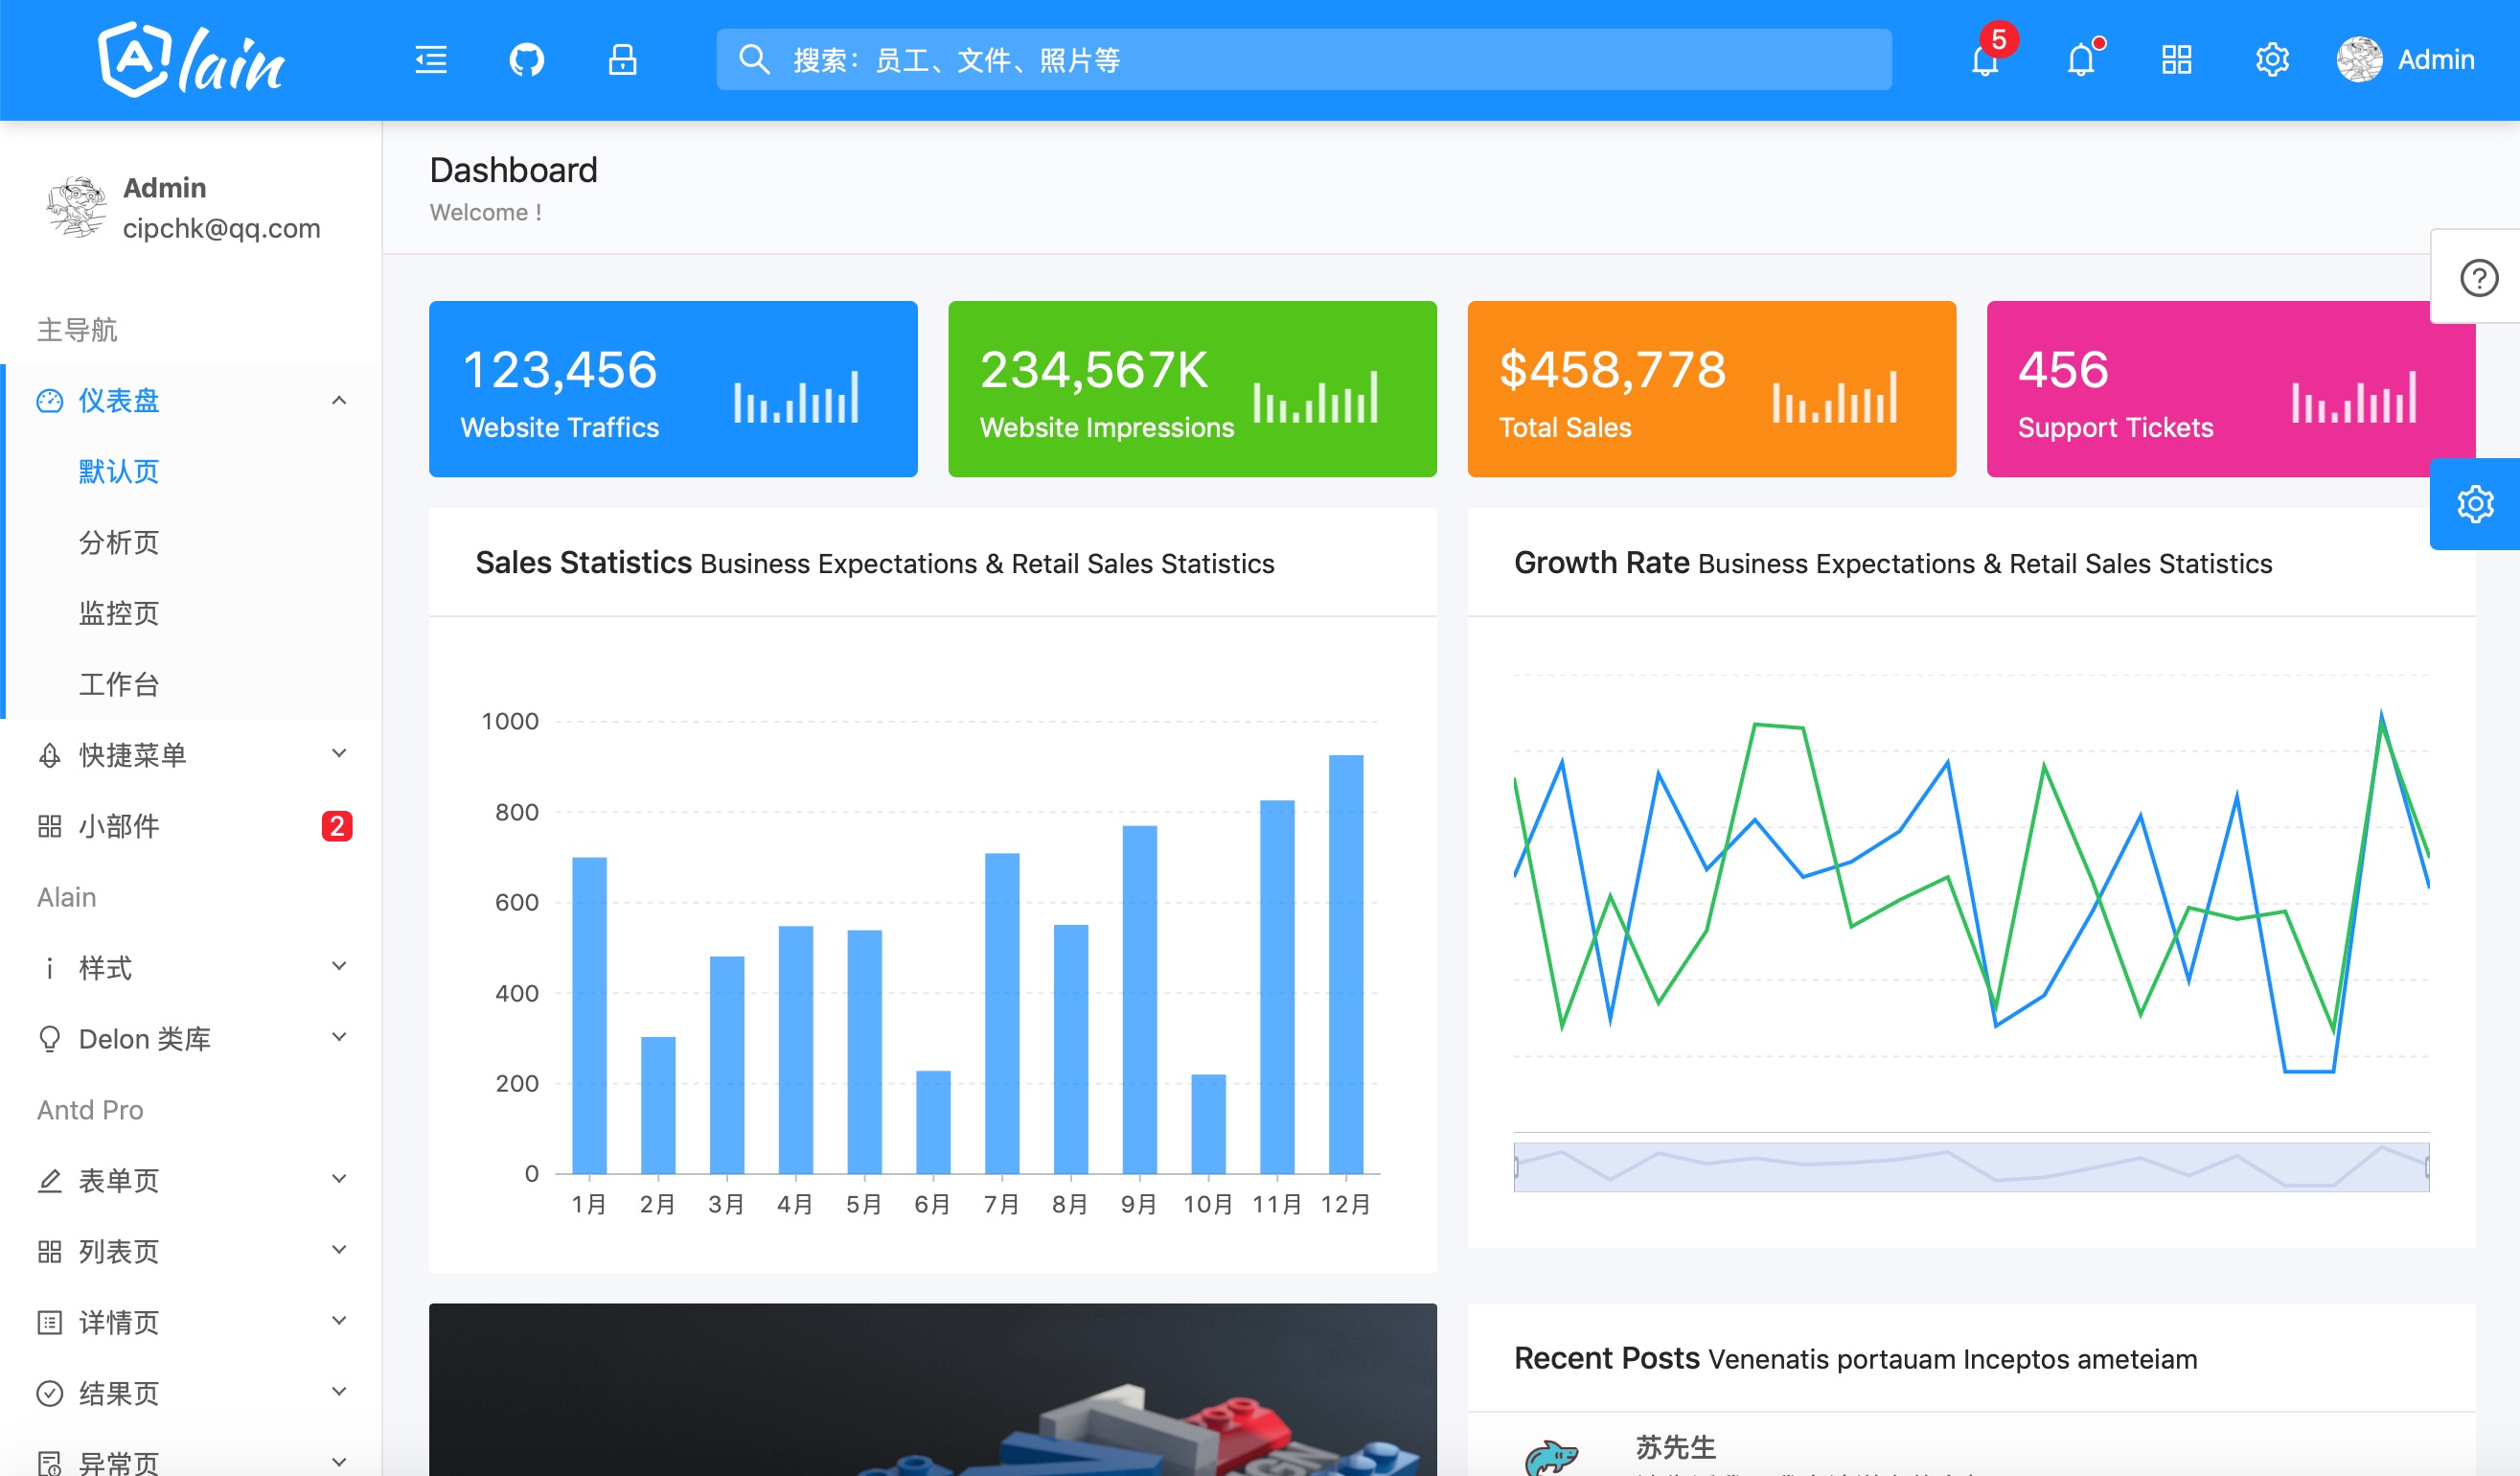 Alain
搜索：员工、文件、照片等
5
Admin
Admin
cipchk@qq.com
主导航
仪表盘
默认页
分析页
监控页
工作台
快捷菜单
小部件
2
Alain
样式
Delon 类库
Antd Pro
表单页
列表页
详情页
结果页
异常页
Dashboard
Welcome !
123,456
Website Traffics
234,567K
Website Impressions
$458,778
Total Sales
456
Support Tickets
Sales Statistics Business Expectations & Retail Sales Statistics
1000
800
600
400
200
0
1月 2月 3月 4月 5月 6月 7月 8月 9月 10月 11月 12月
Growth Rate Business Expectations & Retail Sales Statistics
Recent Posts Venenatis portauam Inceptos ameteiam
苏先生